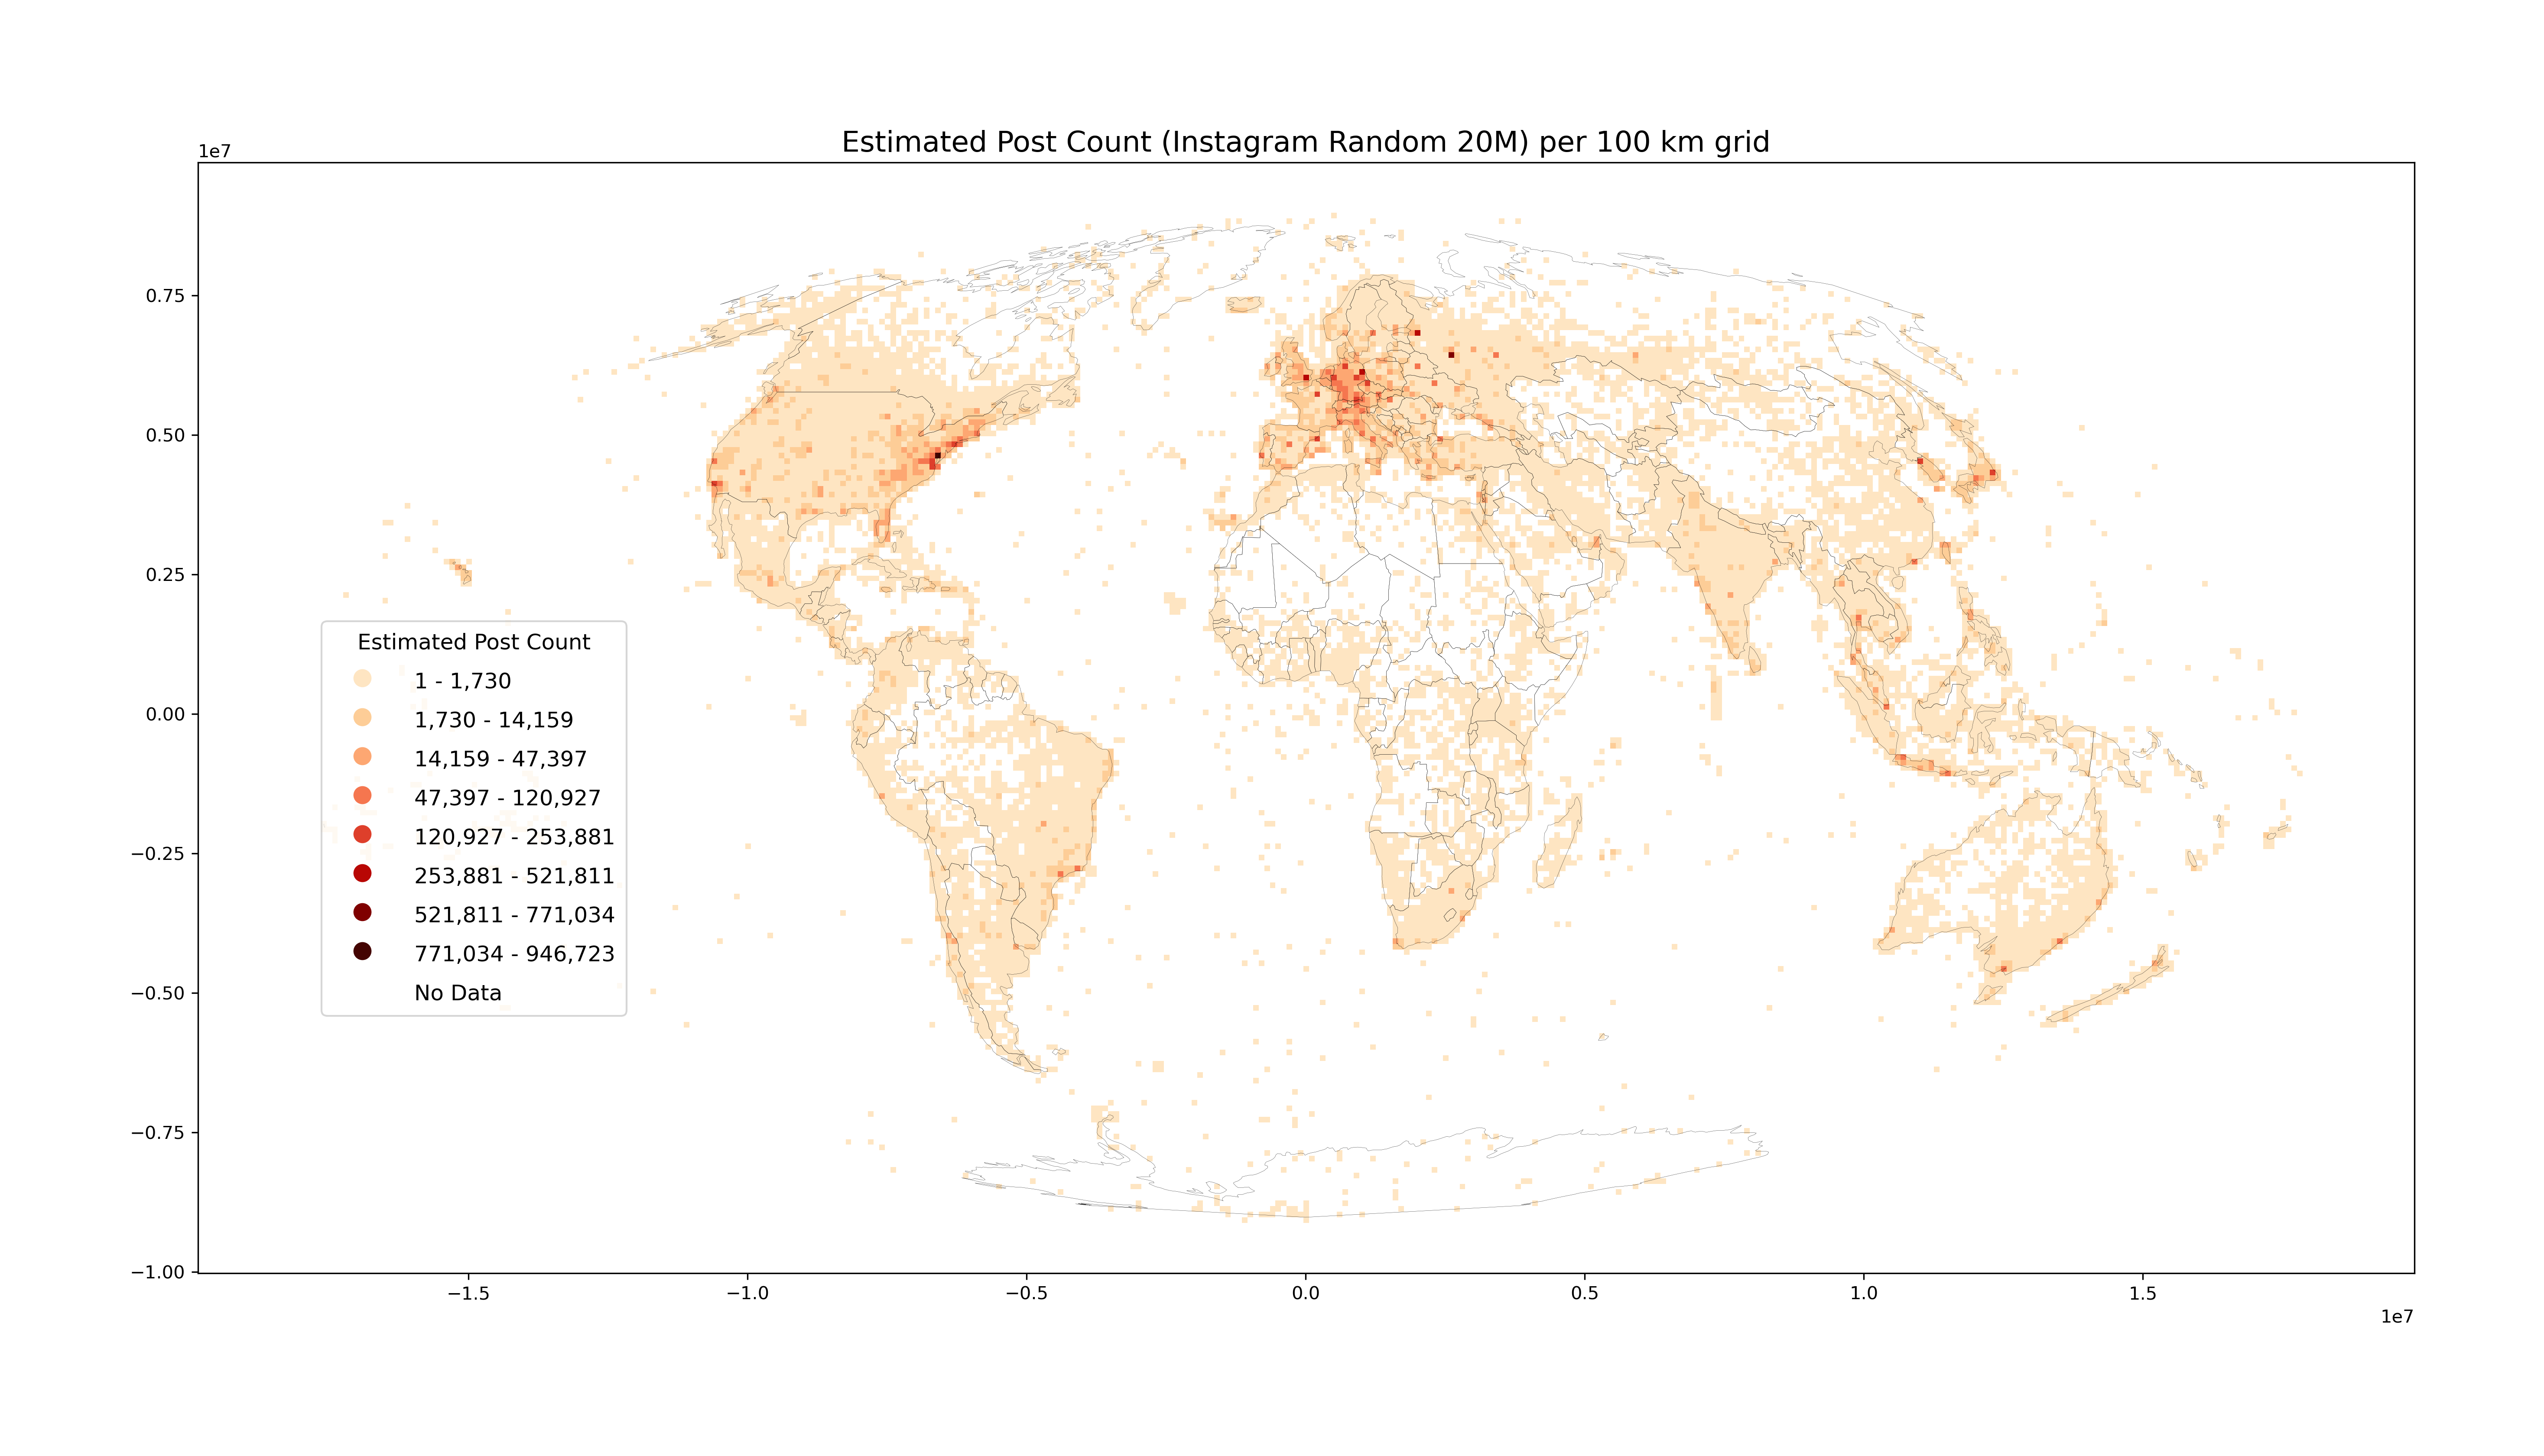 Estimated Post Count (Instagram Random 20M) per 100 km grid
1e7
0.75
0.50
0.25
0.00
−0.25
−0.50
−0.75
−1.00
Estimated Post Count
1 - 1,730
1,730 - 14,159
14,159 - 47,397
47,397 - 120,927
120,927 - 253,881
253,881 - 521,811
521,811 - 771,034
771,034 - 946,723
No Data
−1.5
−1.0
−0.5
0.0
0.5
1.0
1.5
1e7